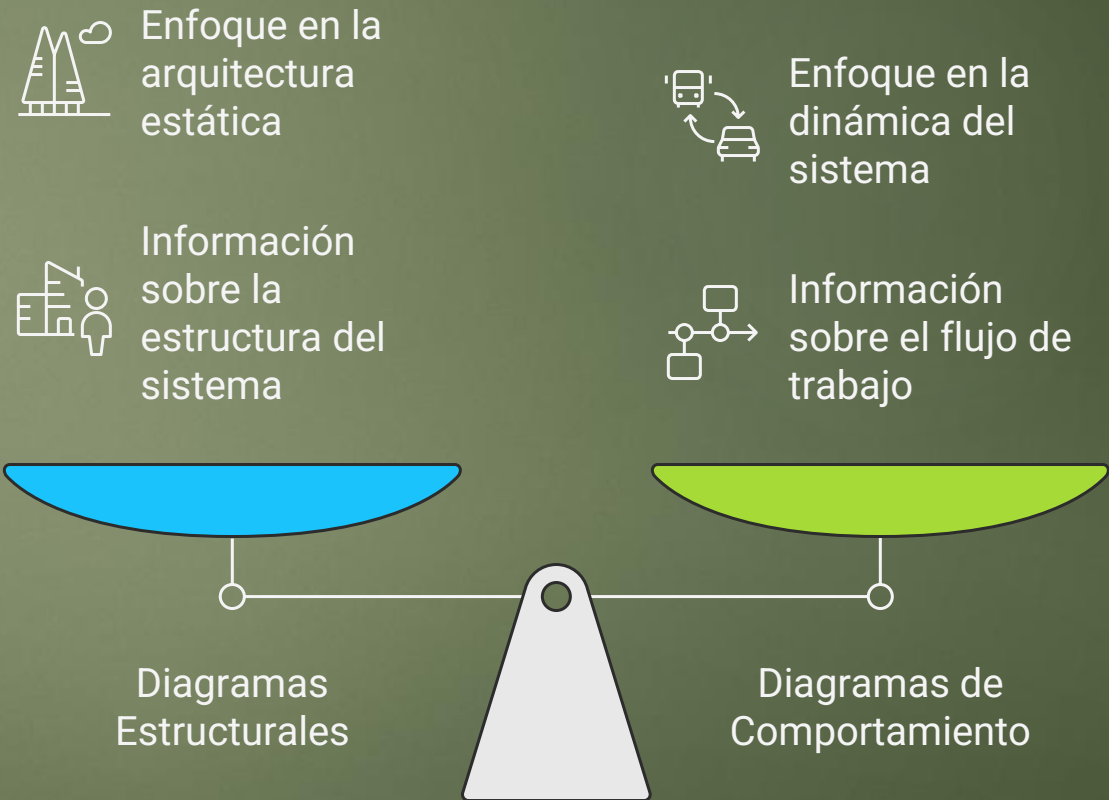 Enfoque en la
arquitectura
estática
Información
sobre la
estructura del
sistema
Enfoque en la
dinámica del
sistema
Información
sobre el flujo de
trabajo
Diagramas
Estructurales
Diagramas de
Comportamiento